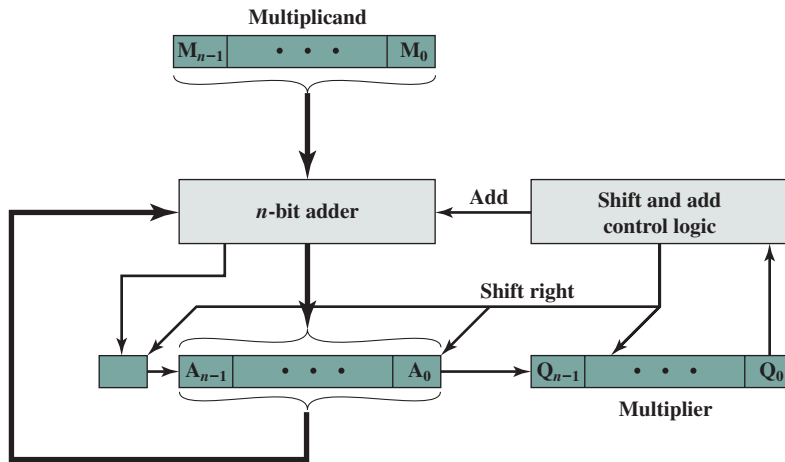 Multiplicand
Mₙ₋₁ • • • M₀
n-bit adder
Add
Shift and add
control logic
Shift right
Aₙ₋₁ • • • A₀
Qₙ₋₁ • • • Q₀
Multiplier